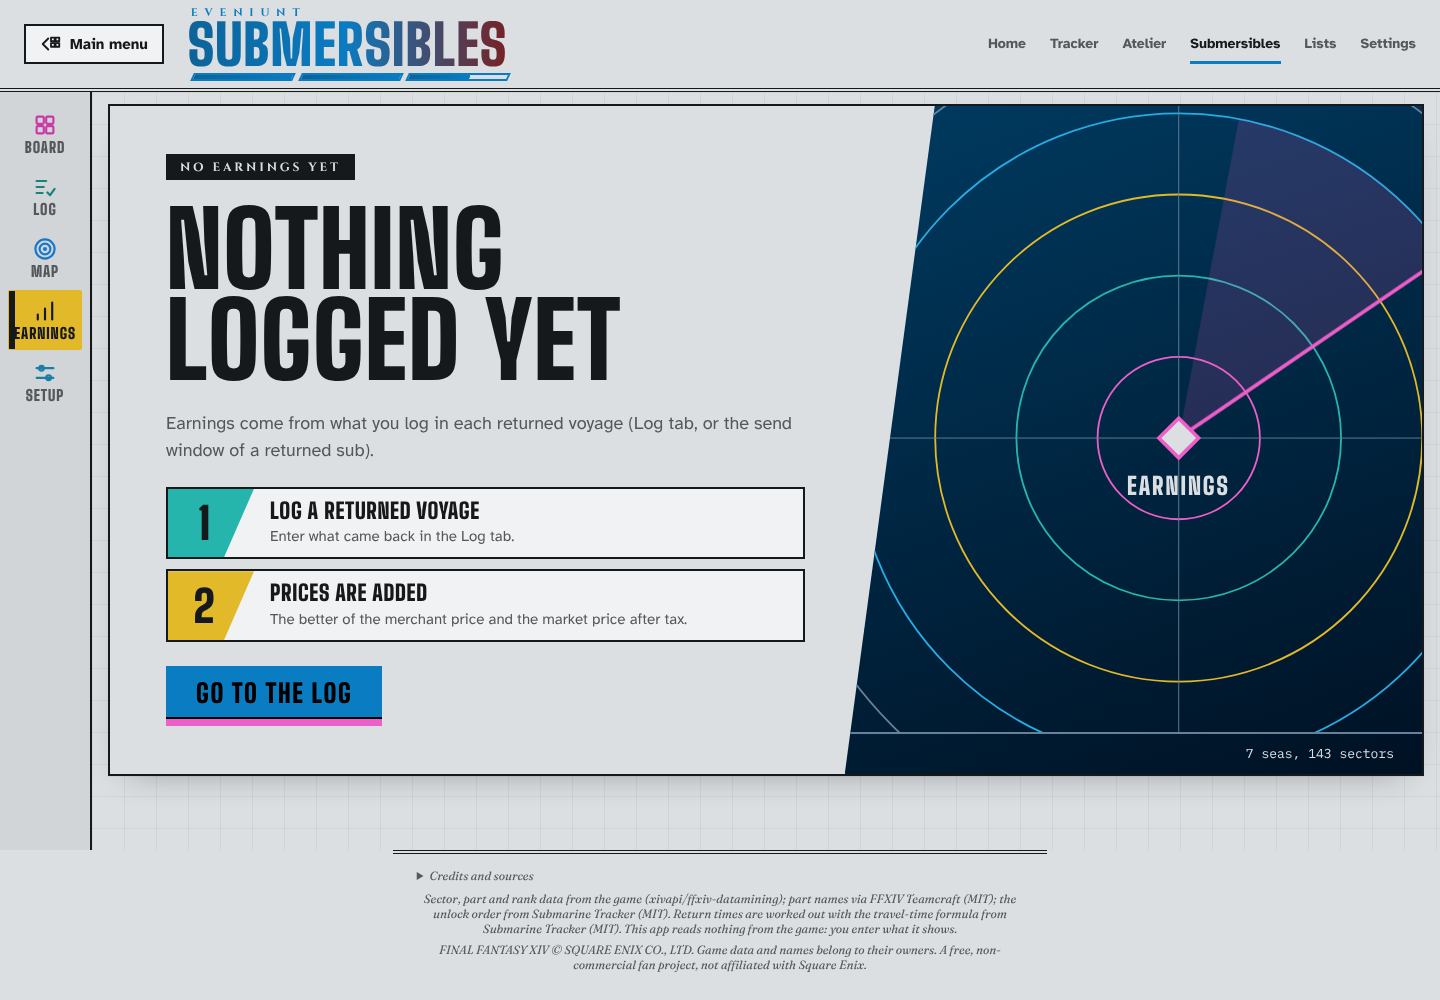 Main menu
EVENIUNT
SUBMERSIBLES
Home
Tracker
Atelier
Submersibles
Lists
Settings
BOARD
LOG
MAP
EARNINGS
SETUP
NO EARNINGS YET
NOTHING
LOGGED YET
Earnings come from what you log in each returned voyage (Log tab, or the send
window of a returned sub).
1
LOG A RETURNED VOYAGE
Enter what came back in the Log tab.
2
PRICES ARE ADDED
The better of the merchant price and the market price after tax.
GO TO THE LOG
EARNINGS
7 seas, 143 sectors
Credits and sources
Sector, part and rank data from the game (xivapi/ffxiv-datamining); part names via FFXIV Teamcraft (MIT); the
unlock order from Submarine Tracker (MIT). Return times are worked out with the travel-time formula from
Submarine Tracker (MIT). This app reads nothing from the game: you enter what it shows.
FINAL FANTASY XIV © SQUARE ENIX CO., LTD. Game data and names belong to their owners. A free, non-
commercial fan project, not affiliated with Square Enix.